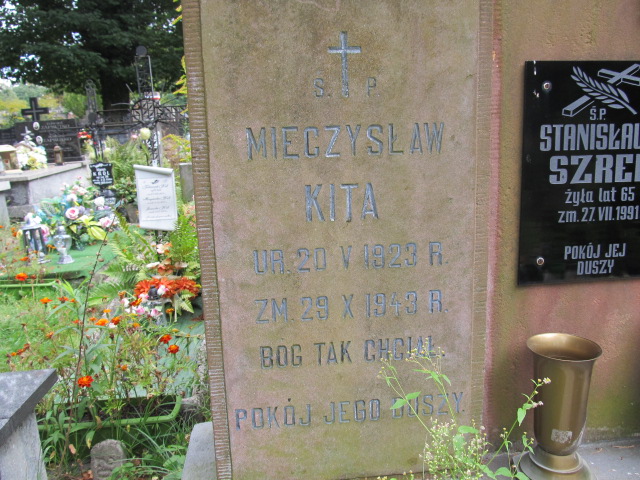 Ś. P.
MIECZYSŁAW
KITA
UR. 20 V 1923 R.
ZM. 29 X 1943 R.
BÓG TAK CHCIAŁ.
POKÓJ JEGO DUSZY.
Ś.P.
STANISŁAW
SZREN
żyła lat 65
zm. 27. VII. 1991
POKÓJ JEJ
DUSZY